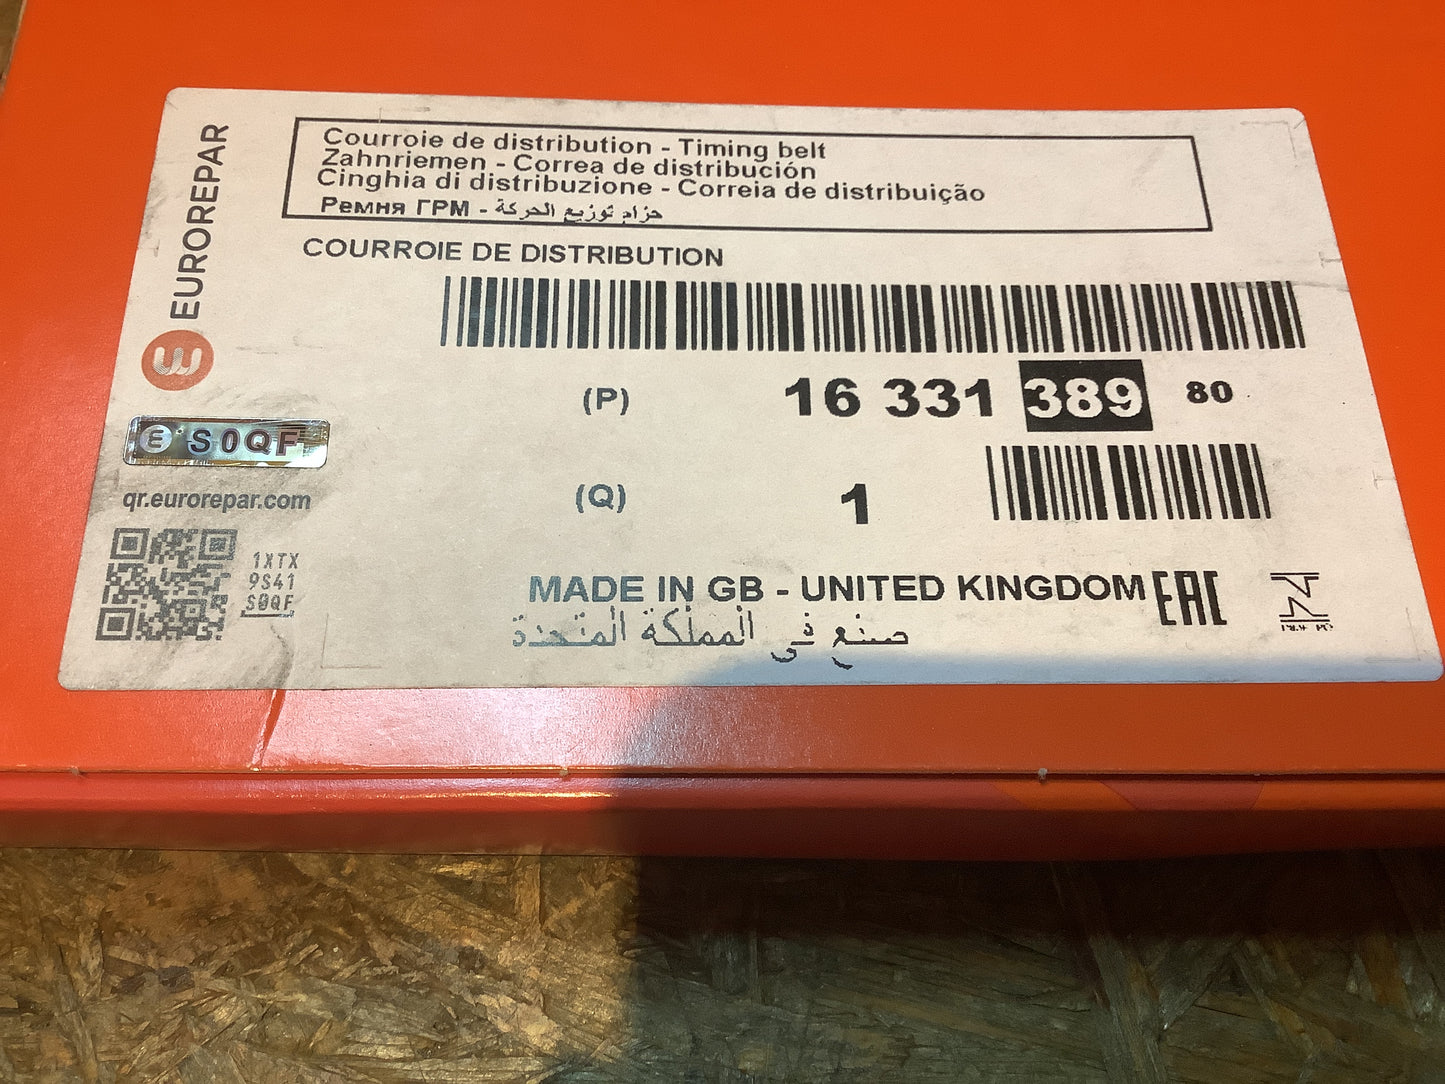 EUROREPAR
Courroie de distribution - Timing belt
Zahnriemen - Correa de distribución
Cinghia di distribuzione - Correia de distribuição
Ремня ГРМ - حزام توزيع الحركة
COURROIE DE DISTRIBUTION
(P) 16 331 389 80
S0QF
(Q) 1
qr.eurorepar.com
1XTX
9S41
S0QF
MADE IN GB - UNITED KINGDOM EAC
صنع في المملكة المتحدة